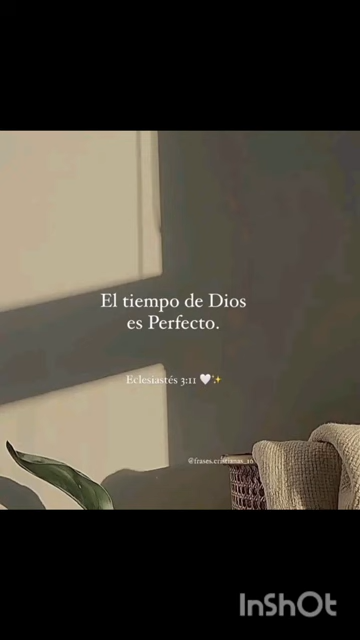 El tiempo de Dios
es Perfecto.
Eclesiastés 3:11 🤍✨
InShOt